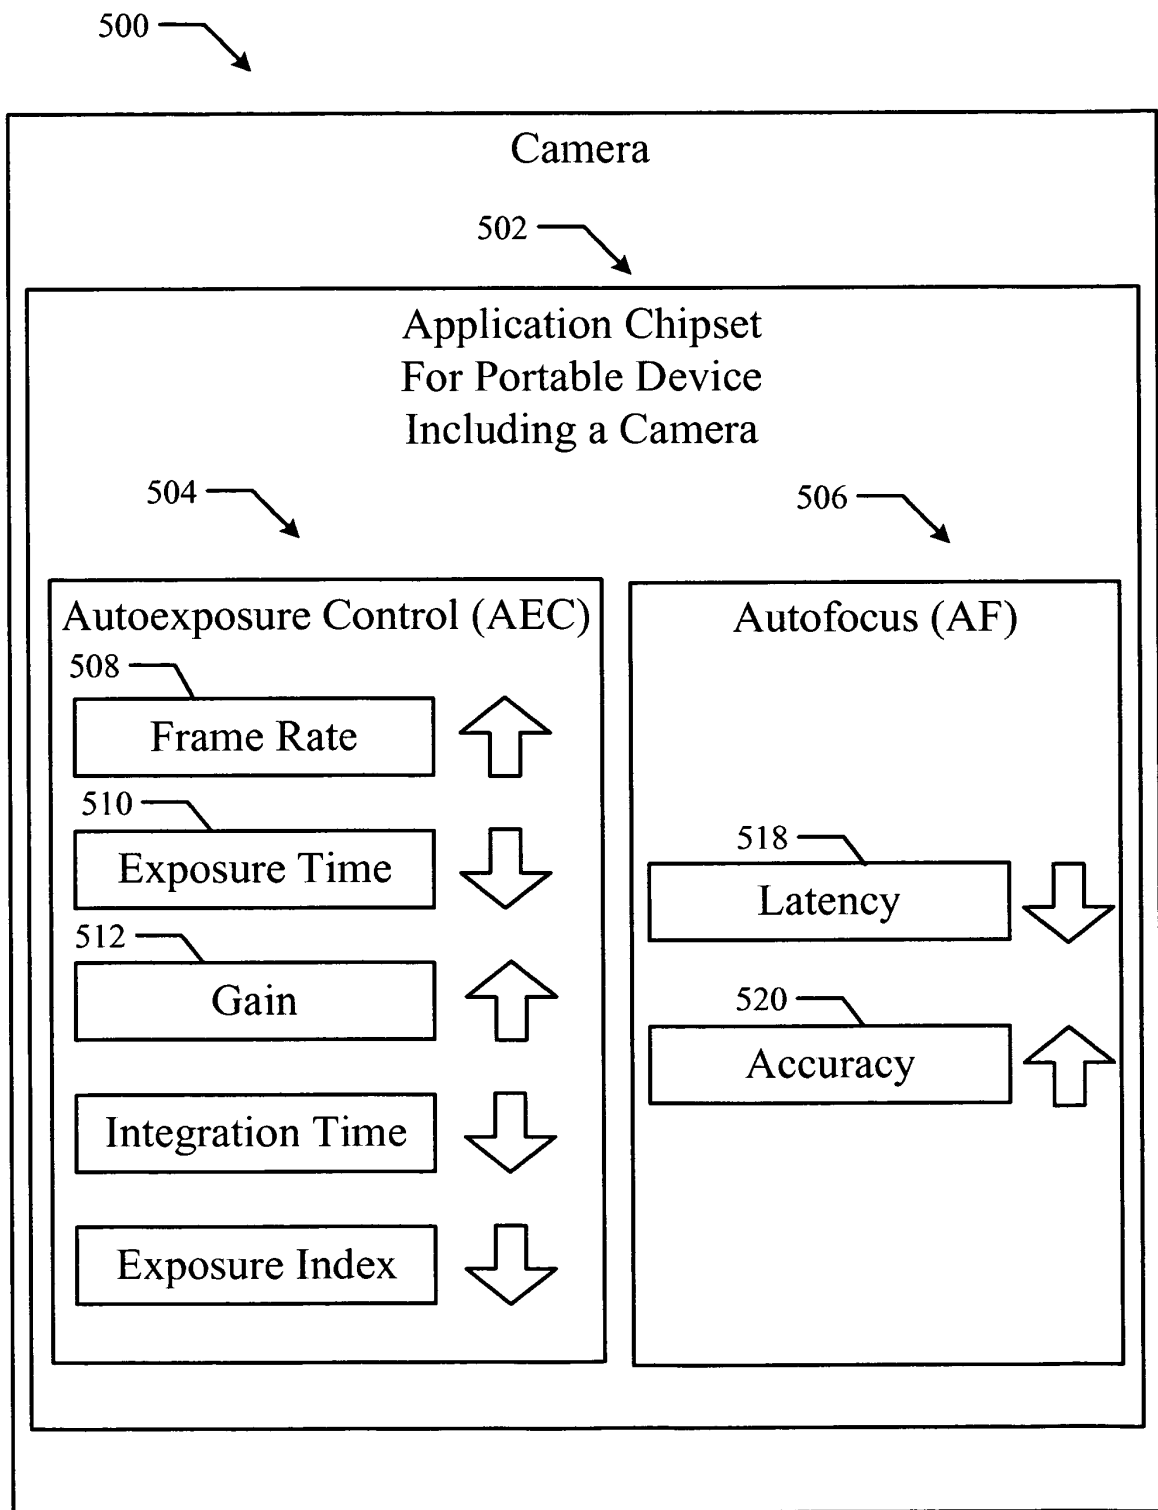 500
Camera
502
Application Chipset
For Portable Device
Including a Camera
504
506
Autoexposure Control (AEC)
508
Frame Rate
510
Exposure Time
512
Gain
Integration Time
Exposure Index
Autofocus (AF)
518
Latency
520
Accuracy